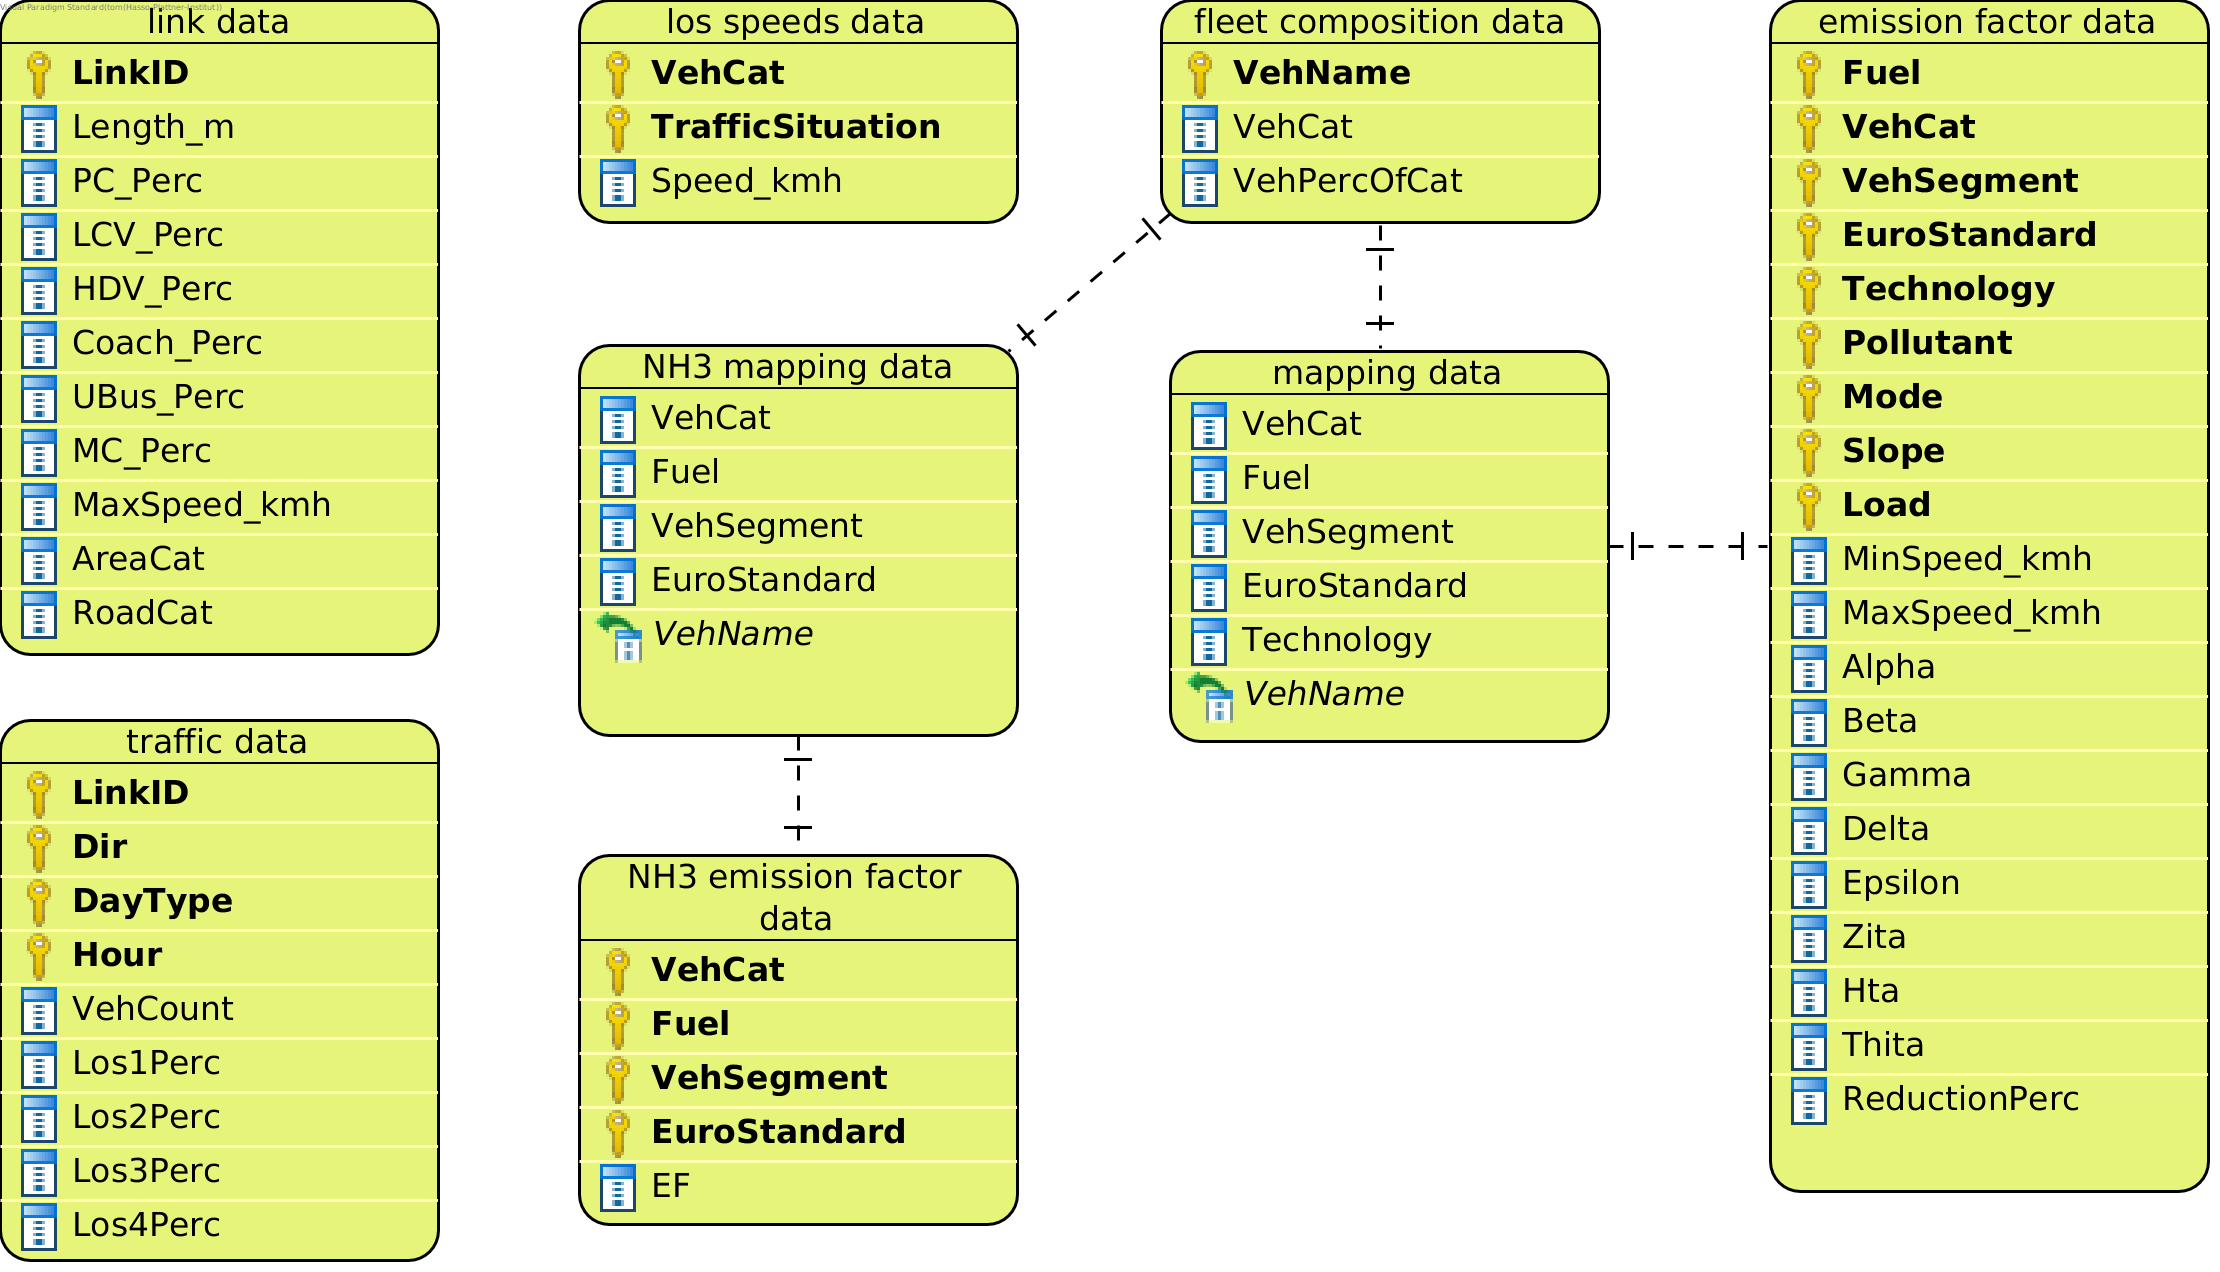 Visual Paradigm Standard(tom(Hasso-Plattner-Institut))
link data
LinkID
Length_m
PC_Perc
LCV_Perc
HDV_Perc
Coach_Perc
UBus_Perc
MC_Perc
MaxSpeed_kmh
AreaCat
RoadCat
traffic data
LinkID
Dir
DayType
Hour
VehCount
Los1Perc
Los2Perc
Los3Perc
Los4Perc
los speeds data
VehCat
TrafficSituation
Speed_kmh
NH3 mapping data
VehCat
Fuel
VehSegment
EuroStandard
VehName
NH3 emission factor
data
VehCat
Fuel
VehSegment
EuroStandard
EF
fleet composition data
VehName
VehCat
VehPercOfCat
mapping data
VehCat
Fuel
VehSegment
EuroStandard
Technology
VehName
emission factor data
Fuel
VehCat
VehSegment
EuroStandard
Technology
Pollutant
Mode
Slope
Load
MinSpeed_kmh
MaxSpeed_kmh
Alpha
Beta
Gamma
Delta
Epsilon
Zita
Hta
Thita
ReductionPerc